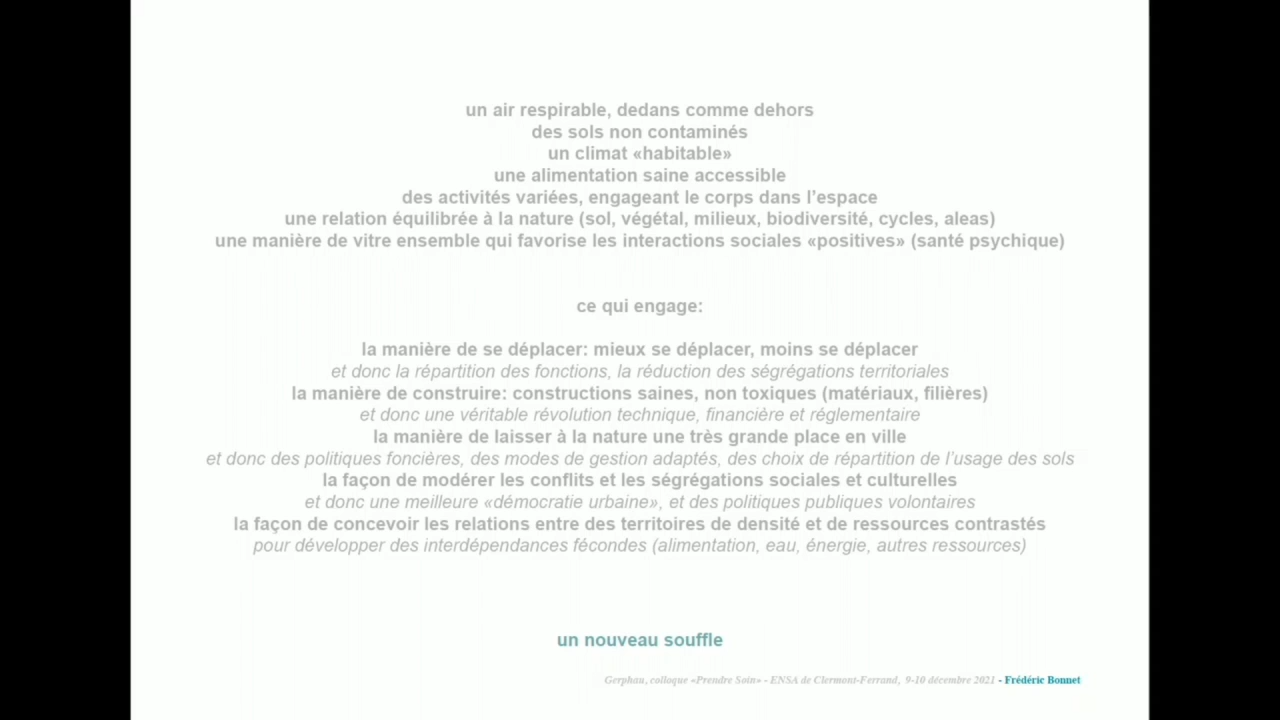 un air respirable, dedans comme dehors
des sols non contaminés
un climat «habitable»
une alimentation saine accessible
des activités variées, engageant le corps dans l'espace
une relation équilibrée à la nature (sol, végétal, milieux, biodiversité, cycles, aleas)
une manière de vitre ensemble qui favorise les interactions sociales «positives» (santé psychique)
ce qui engage:
la manière de se déplacer: mieux se déplacer, moins se déplacer
et donc la répartition des fonctions, la réduction des ségrégations territoriales
la manière de construire: constructions saines, non toxiques (matériaux, filières)
et donc une véritable révolution technique, financière et réglementaire
la manière de laisser à la nature une très grande place en ville
et donc des politiques foncières, des modes de gestion adaptés, des choix de répartition de l'usage des sols
la façon de modérer les conflits et les ségrégations sociales et culturelles
et donc une meilleure «démocratie urbaine», et des politiques publiques volontaires
la façon de concevoir les relations entre des territoires de densité et de ressources contrastés
pour développer des interdépendances fécondes (alimentation, eau, énergie, autres ressources)
un nouveau souffle
Gerphau, colloque «Prendre Soin» - ENSA de Clermont-Ferrand, 9-10 décembre 2021 - Frédéric Bonnet